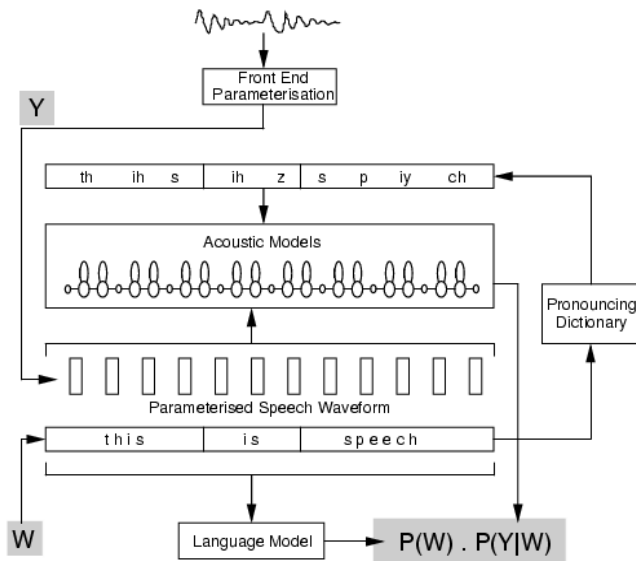 Front End
Parameterisation
Y
th ih s ih z s p iy ch
Acoustic Models
Pronouncing
Dictionary
Parameterised Speech Waveform
this is speech
W
Language Model
P(W) . P(Y|W)